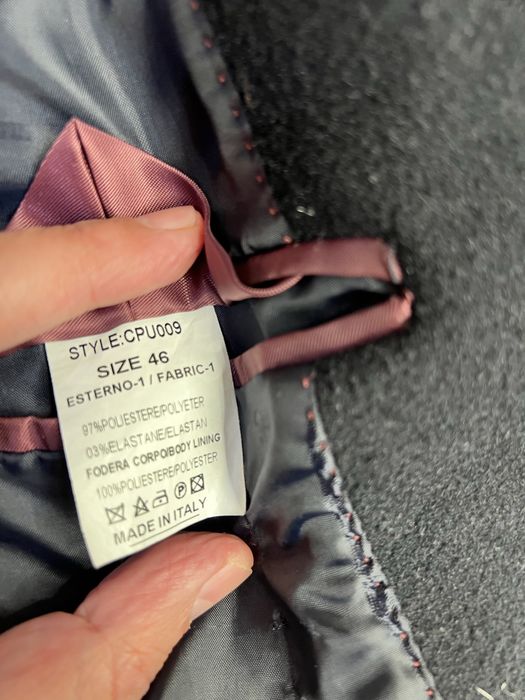 STYLE:CPU009
SIZE 46
ESTERNO-1 / FABRIC-1
97%POLIESTERE/POLYETER
03%ELASTANE/ELASTAN
FODERA CORPO/BODY LINING
100%POLIESTERE/POLYESTER
P
MADE IN ITALY